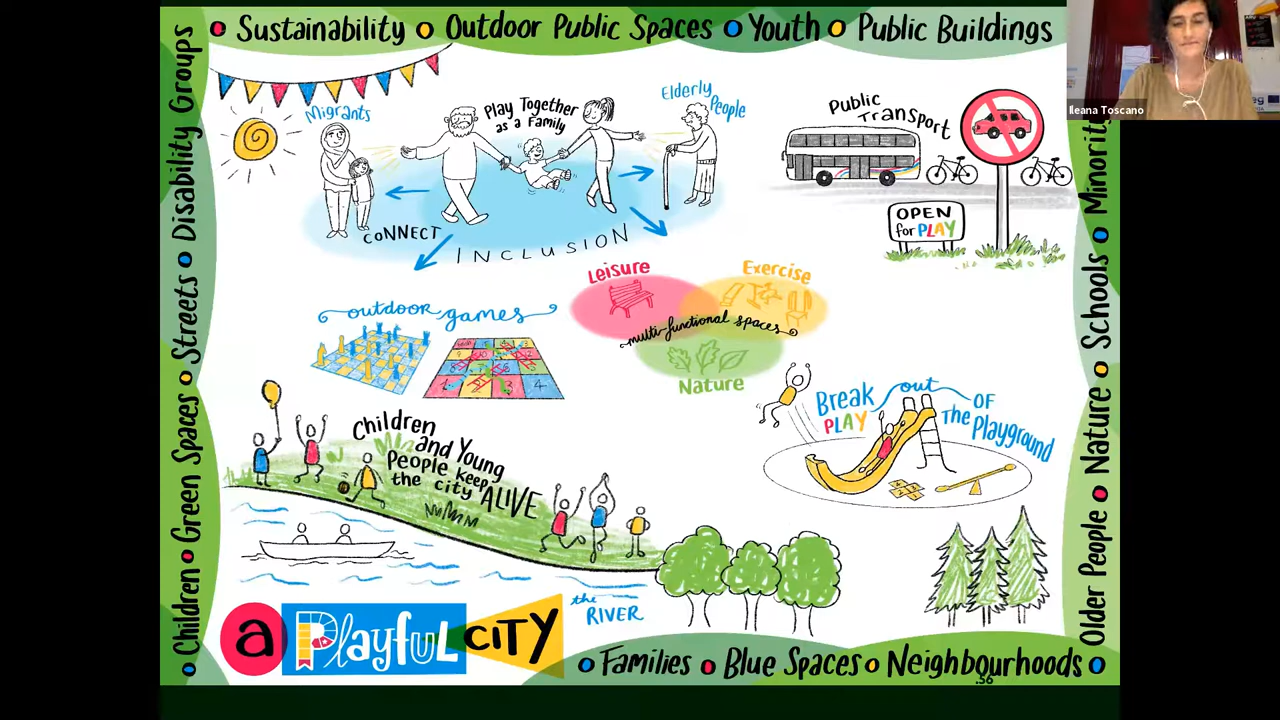 Sustainability Outdoor Public Spaces Youth Public Buildings
Ileana Toscano
Disability Groups
Streets
Green Spaces
Children
Migrants
Play Together
as a Family
Elderly
People
CONNECT
INCLUSION
Public
Transport
OPEN
for PLAY
Leisure
Exercise
multi-functional spaces
Nature
outdoor games
Break out OF
PLAY The Playground
Children
and Young
People keep
the city ALIVE
the
RIVER
a Playful CITY
Minority
Schools
Nature
Older People
Families Blue Spaces Neighbourhoods
56